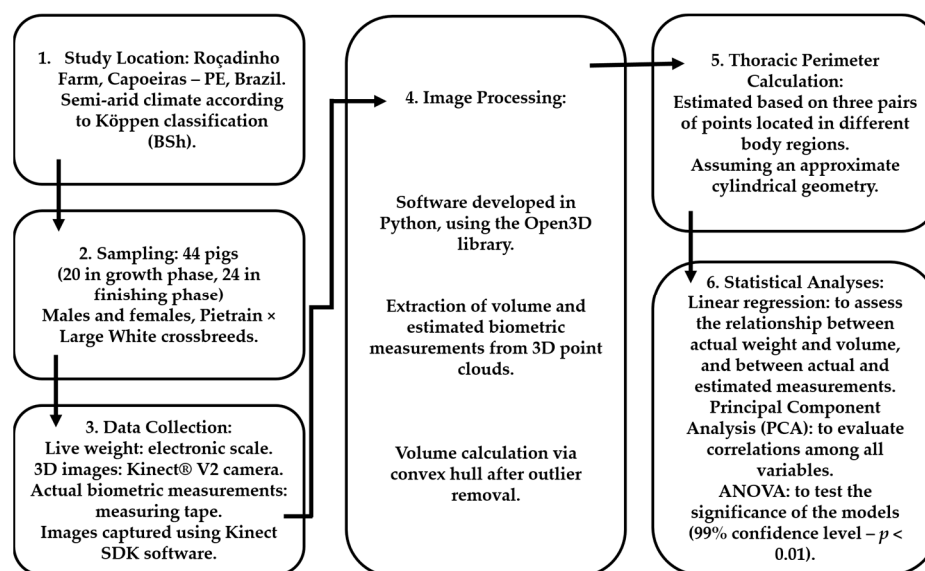 1. Study Location: Roçadinho
Farm, Capoeiras – PE, Brazil.
Semi-arid climate according
to Köppen classification
(BSh).
2. Sampling: 44 pigs
(20 in growth phase, 24 in
finishing phase)
Males and females, Pietrain ×
Large White crossbreeds.
3. Data Collection:
Live weight: electronic scale.
3D images: Kinect® V2 camera.
Actual biometric measurements:
measuring tape.
Images captured using Kinect
SDK software.
4. Image Processing:
Software developed in
Python, using the Open3D
library.
Extraction of volume and
estimated biometric
measurements from 3D point
clouds.
Volume calculation via
convex hull after outlier
removal.
5. Thoracic Perimeter
Calculation:
Estimated based on three pairs
of points located in different
body regions.
Assuming an approximate
cylindrical geometry.
6. Statistical Analyses:
Linear regression: to assess
the relationship between
actual weight and volume,
and between actual and
estimated measurements.
Principal Component
Analysis (PCA): to evaluate
correlations among all
variables.
ANOVA: to test the
significance of the models
(99% confidence level – p <
0.01).